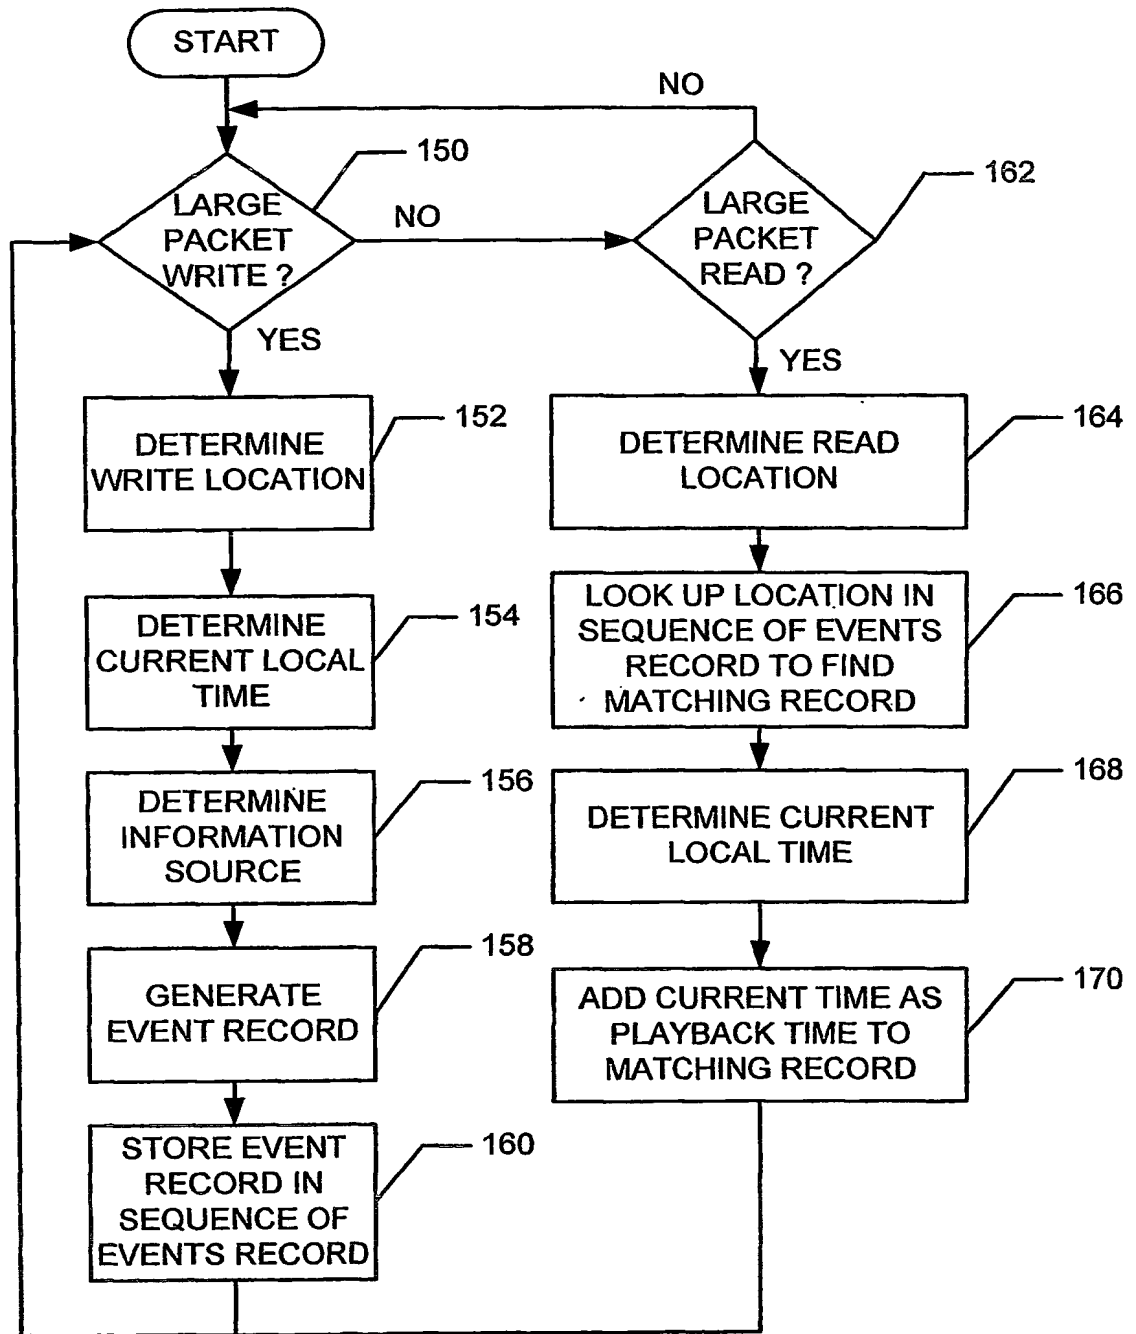 START
NO
150
162
LARGE
PACKET
WRITE ?
NO
LARGE
PACKET
READ ?
YES
YES
152
DETERMINE
WRITE LOCATION
164
DETERMINE READ
LOCATION
154
DETERMINE
CURRENT LOCAL
TIME
166
LOOK UP LOCATION IN
SEQUENCE OF EVENTS
RECORD TO FIND
MATCHING RECORD
156
DETERMINE
INFORMATION
SOURCE
168
DETERMINE CURRENT
LOCAL TIME
158
GENERATE
EVENT RECORD
170
ADD CURRENT TIME AS
PLAYBACK TIME TO
MATCHING RECORD
160
STORE EVENT
RECORD IN
SEQUENCE OF
EVENTS RECORD